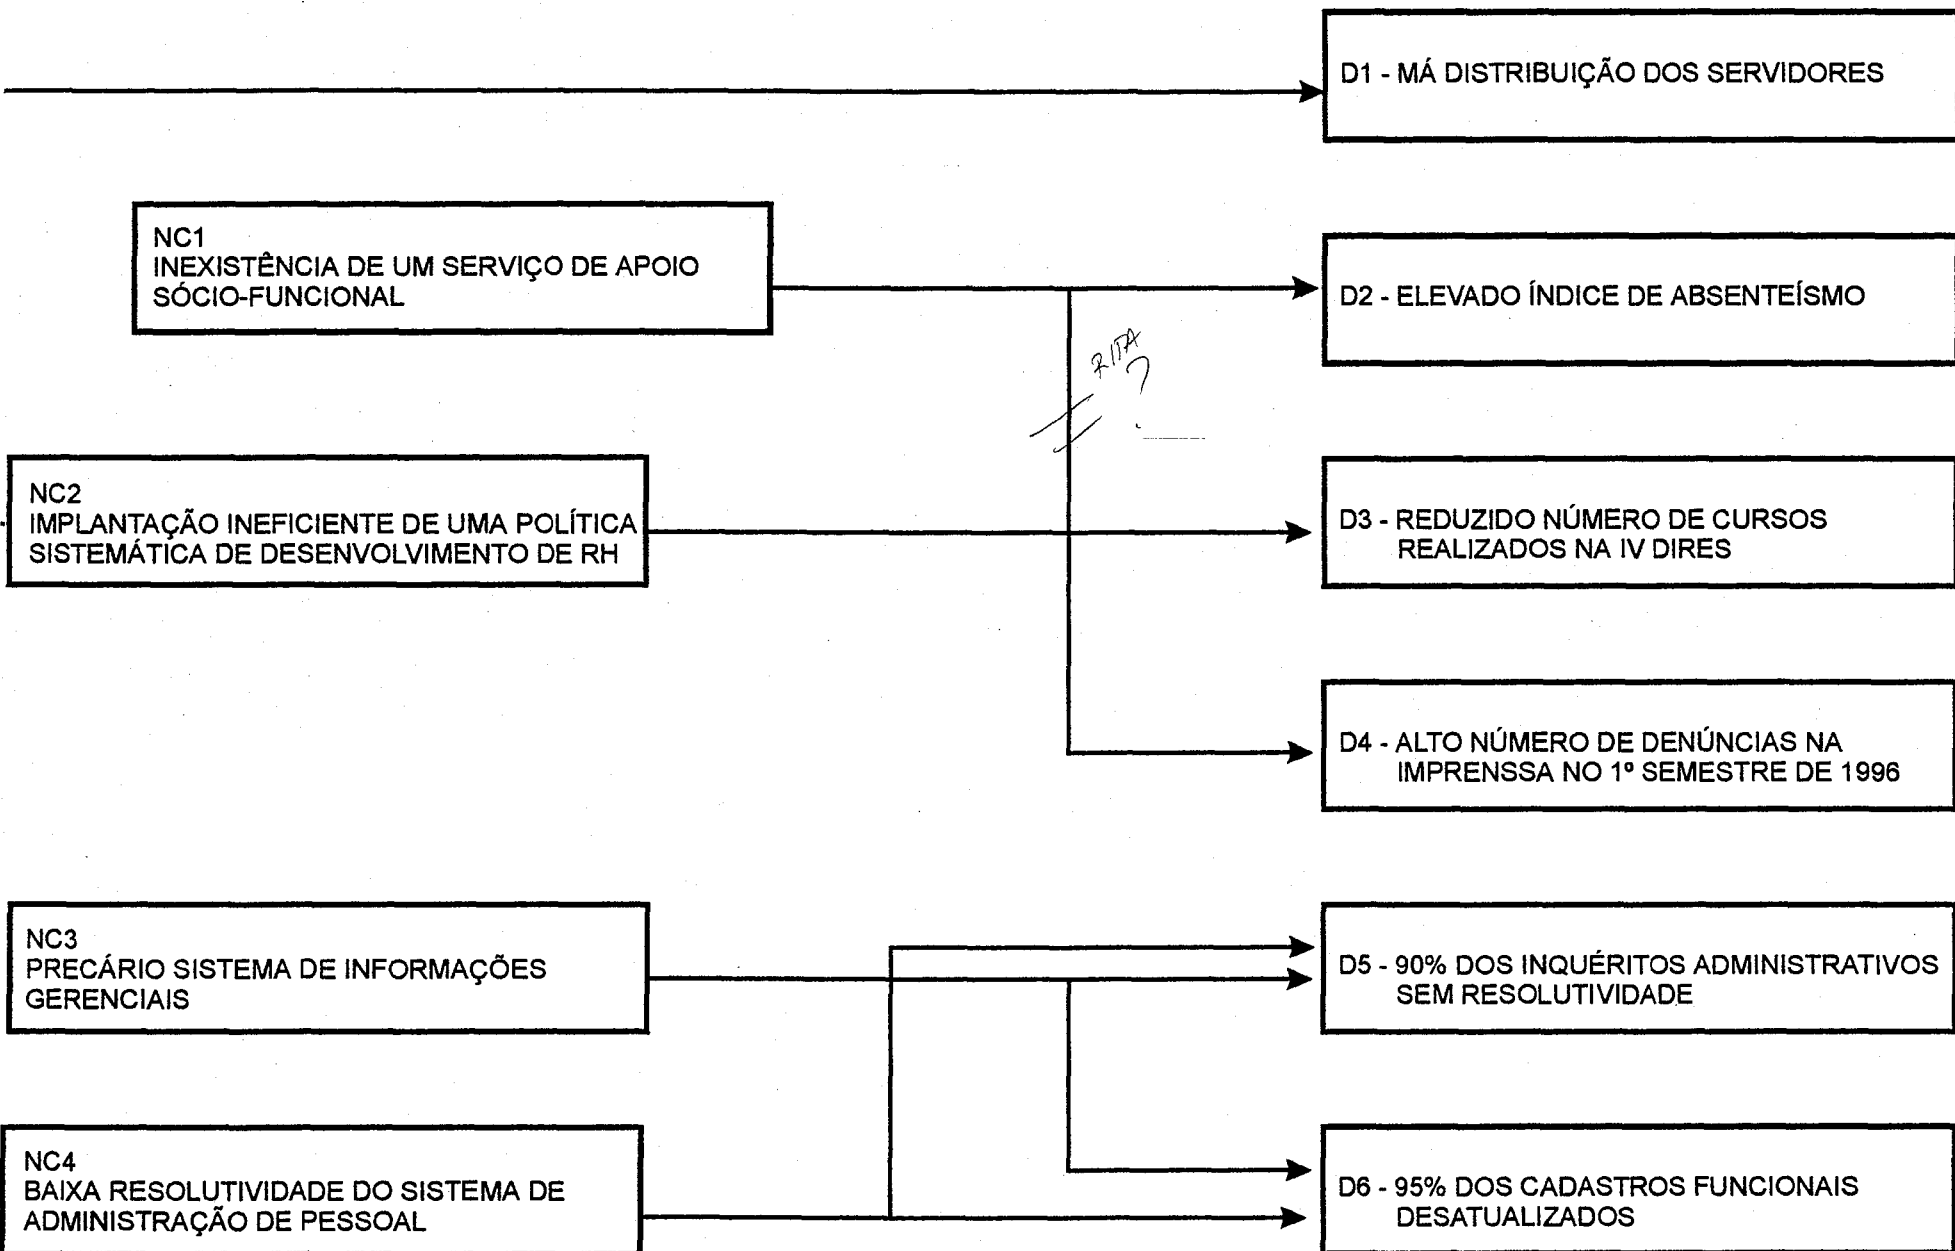 D1 - MÁ DISTRIBUIÇÃO DOS SERVIDORES
NC1
INEXISTÊNCIA DE UM SERVIÇO DE APOIO
SÓCIO-FUNCIONAL
D2 - ELEVADO ÍNDICE DE ABSENTEÍSMO
RITA
?
NC2
IMPLANTAÇÃO INEFICIENTE DE UMA POLÍTICA
SISTEMÁTICA DE DESENVOLVIMENTO DE RH
D3 - REDUZIDO NÚMERO DE CURSOS
REALIZADOS NA IV DIRES
D4 - ALTO NÚMERO DE DENÚNCIAS NA
IMPRENSSA NO 1º SEMESTRE DE 1996
NC3
PRECÁRIO SISTEMA DE INFORMAÇÕES
GERENCIAIS
D5 - 90% DOS INQUÉRITOS ADMINISTRATIVOS
SEM RESOLUTIVIDADE
NC4
BAIXA RESOLUTIVIDADE DO SISTEMA DE
ADMINISTRAÇÃO DE PESSOAL
D6 - 95% DOS CADASTROS FUNCIONAIS
DESATUALIZADOS